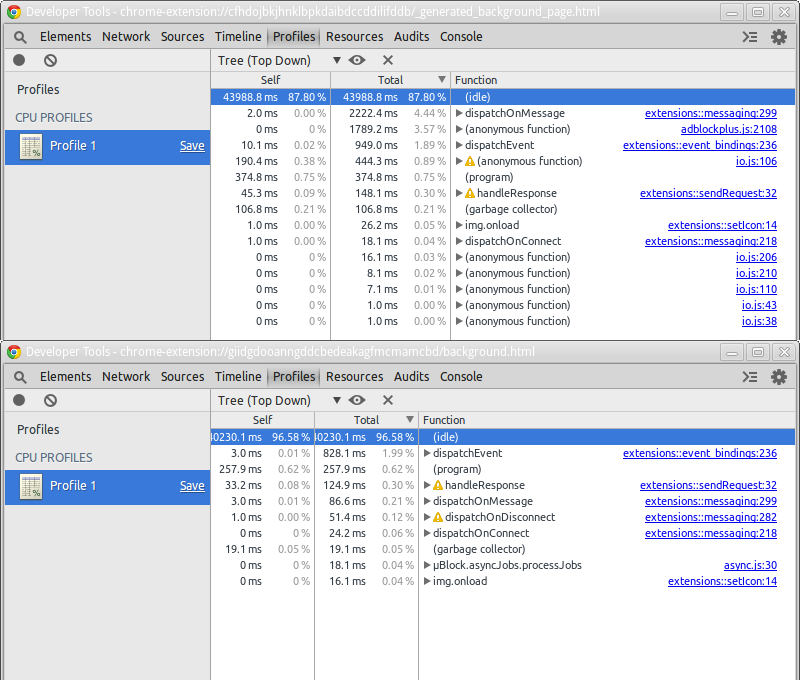 Developer Tools - chrome-extension://cfhdojbkjhnklbpkdaibdccddilifddb/_generated_background_page.html
Elements Network Sources Timeline Profiles Resources Audits Console
Tree (Top Down)
Profiles
CPU PROFILES
Profile 1 Save
Self Total Function
43988.8 ms 87.80 % 43988.8 ms 87.80 % (idle)
2.0 ms 0.00 % 2222.4 ms 4.44 % dispatchOnMessage extensions::messaging:299
0 ms 0 % 1789.2 ms 3.57 % (anonymous function) adblockplus.js:2108
10.1 ms 0.02 % 949.0 ms 1.89 % dispatchEvent extensions::event_bindings:236
190.4 ms 0.38 % 444.3 ms 0.89 % (anonymous function) io.js:106
374.8 ms 0.75 % 374.8 ms 0.75 % (program)
45.3 ms 0.09 % 148.1 ms 0.30 % handleResponse extensions::sendRequest:32
106.8 ms 0.21 % 106.8 ms 0.21 % (garbage collector)
1.0 ms 0.00 % 26.2 ms 0.05 % img.onload extensions::setIcon:14
1.0 ms 0.00 % 18.1 ms 0.04 % dispatchOnConnect extensions::messaging:218
0 ms 0 % 16.1 ms 0.03 % (anonymous function) io.js:206
0 ms 0 % 8.1 ms 0.02 % (anonymous function) io.js:210
0 ms 0 % 7.1 ms 0.01 % (anonymous function) io.js:110
0 ms 0 % 1.0 ms 0.00 % (anonymous function) io.js:43
0 ms 0 % 1.0 ms 0.00 % (anonymous function) io.js:38
Developer Tools - chrome-extension://giidgdooanngddcbedeakagfmcmamcbd/background.html
Elements Network Sources Timeline Profiles Resources Audits Console
Tree (Top Down)
Profiles
CPU PROFILES
Profile 1 Save
Self Total Function
40230.1 ms 96.58 % 40230.1 ms 96.58 % (idle)
3.0 ms 0.01 % 828.1 ms 1.99 % dispatchEvent extensions::event_bindings:236
257.9 ms 0.62 % 257.9 ms 0.62 % (program)
33.2 ms 0.08 % 124.9 ms 0.30 % handleResponse extensions::sendRequest:32
3.0 ms 0.01 % 86.6 ms 0.21 % dispatchOnMessage extensions::messaging:299
1.0 ms 0.00 % 51.4 ms 0.12 % dispatchOnDisconnect extensions::messaging:282
0 ms 0 % 24.2 ms 0.06 % dispatchOnConnect extensions::messaging:218
19.1 ms 0.05 % 19.1 ms 0.05 % (garbage collector)
0 ms 0 % 18.1 ms 0.04 % µBlock.asyncJobs.processJobs async.js:30
0 ms 0 % 16.1 ms 0.04 % img.onload extensions::setIcon:14